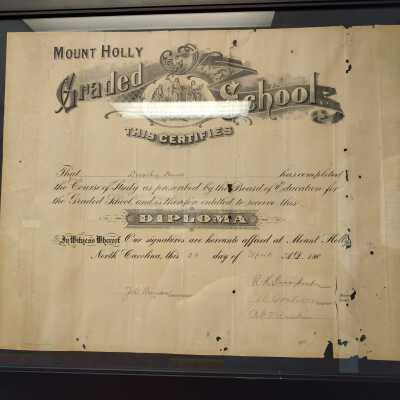 MOUNT HOLLY
Graded School
THIS CERTIFIES
That has completed
the Course of Study as prescribed by the Board of Education for
the Graded School and is therefore entitled to receive this
DIPLOMA
In Witness Whereof Our signatures are hereunto affixed at Mount Holly
North Carolina, this day of April A.D.